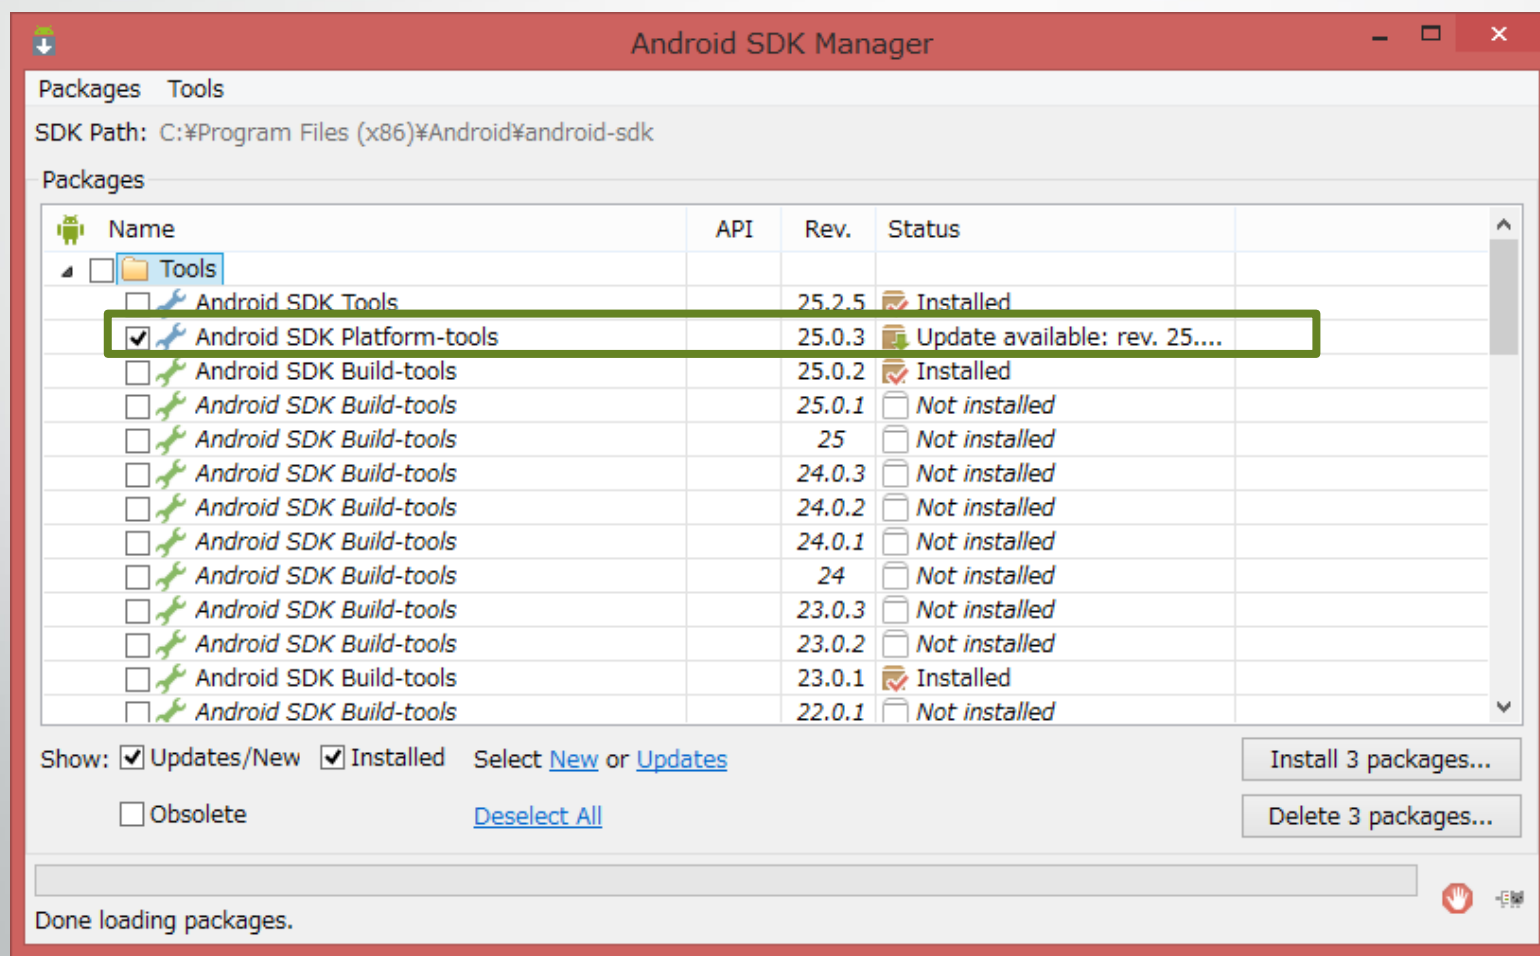 Android SDK Manager
Packages Tools
SDK Path: C:¥Program Files (x86)¥Android¥android-sdk
Packages
Name API Rev. Status
Tools
Android SDK Tools 25.2.5 Installed
Android SDK Platform-tools 25.0.3 Update available: rev. 25....
Android SDK Build-tools 25.0.2 Installed
Android SDK Build-tools 25.0.1 Not installed
Android SDK Build-tools 25 Not installed
Android SDK Build-tools 24.0.3 Not installed
Android SDK Build-tools 24.0.2 Not installed
Android SDK Build-tools 24.0.1 Not installed
Android SDK Build-tools 24 Not installed
Android SDK Build-tools 23.0.3 Not installed
Android SDK Build-tools 23.0.2 Not installed
Android SDK Build-tools 23.0.1 Installed
Android SDK Build-tools 22.0.1 Not installed
Show: Updates/New Installed Select New or Updates Install 3 packages...
Obsolete Deselect All Delete 3 packages...
Done loading packages.